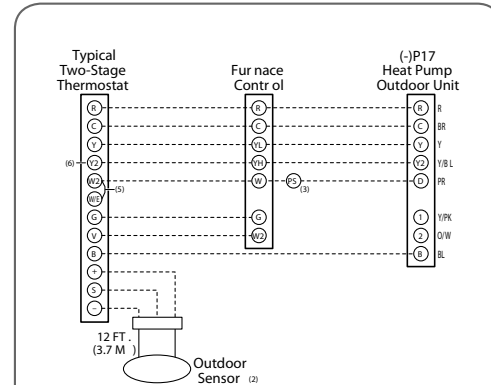 Typical
Two-Stage
Thermostat
Fur nace
Contr ol
(-)P17
Heat Pump
Outdoor Unit
R R R R
C C C BR
Y YL Y Y
(6) Y2 YH Y2 Y/B L
W2 (5) W PS (3) D PR
W/E
G G 1 Y/PK
V W2 2 O/W
B B BL
+
S
–
12 FT .
(3.7 M )
Outdoor
Sensor (2)